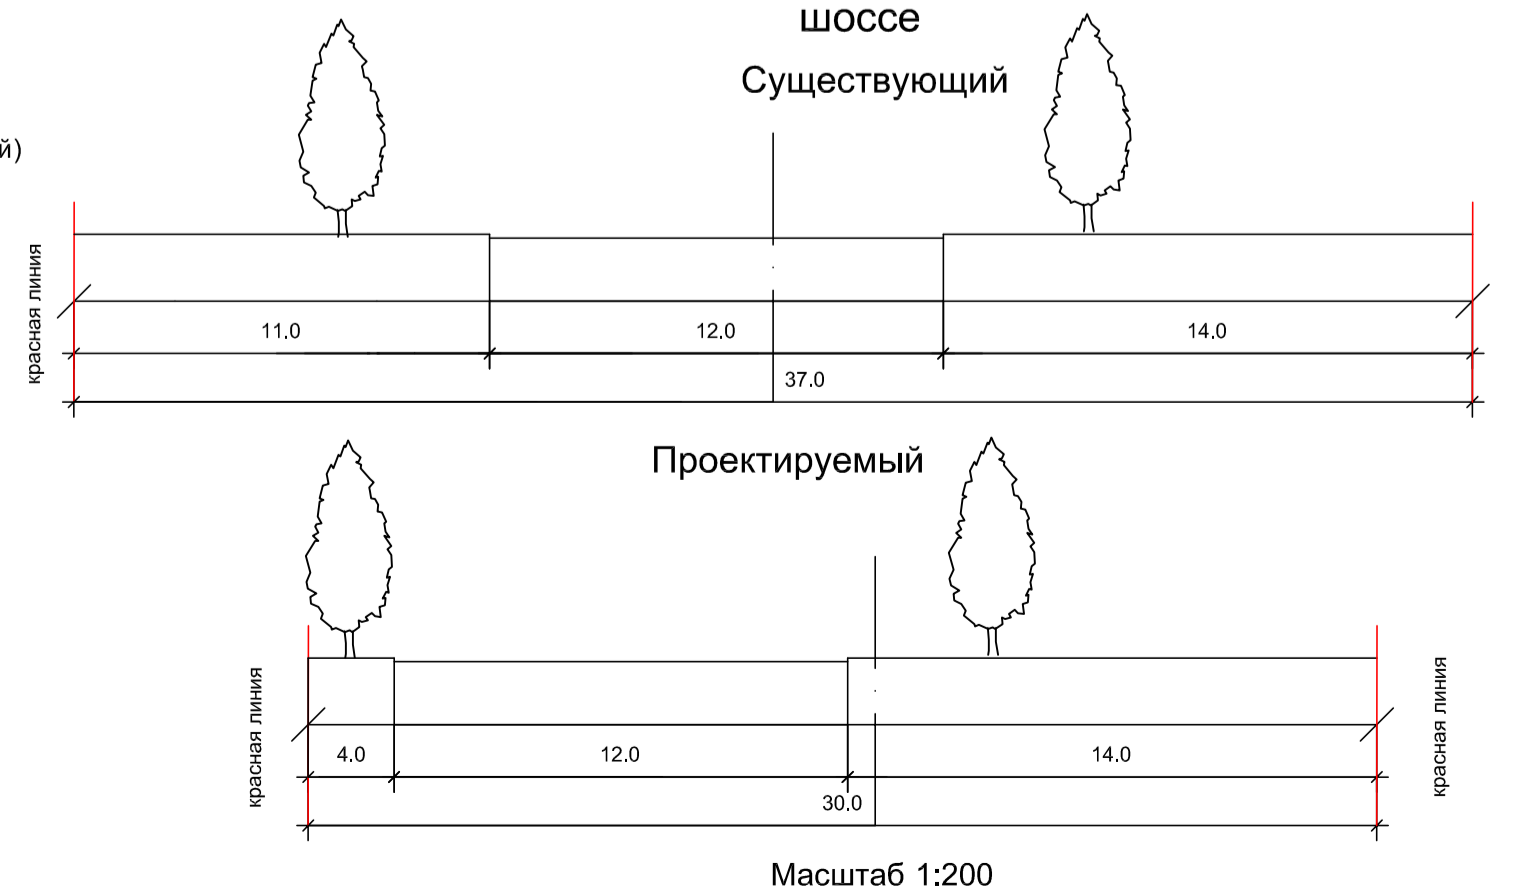 шоссе
Существующий
й)
красная линия
11.0
12.0
14.0
37.0
Проектируемый
красная линия
4.0
12.0
14.0
красная линия
30.0
Масштаб 1:200